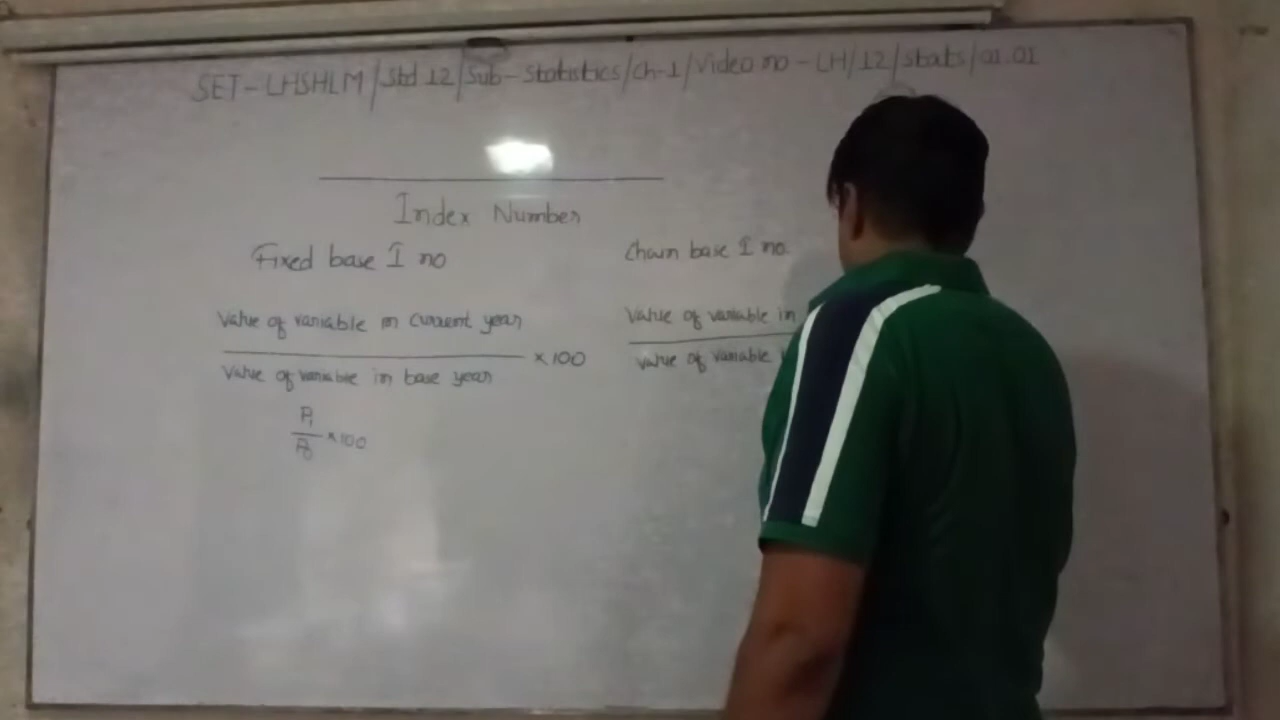 SET-LHSHLM/Std 12/Sub-Statistics/Ch-1/Video no-LH/12/Stats/01.01
Index Number
Fixed base I no
Value of variable in Current year
Value of variable in base year
×100
P1
P0
×100
Chain base I no.
Value of variable in
Value of variable